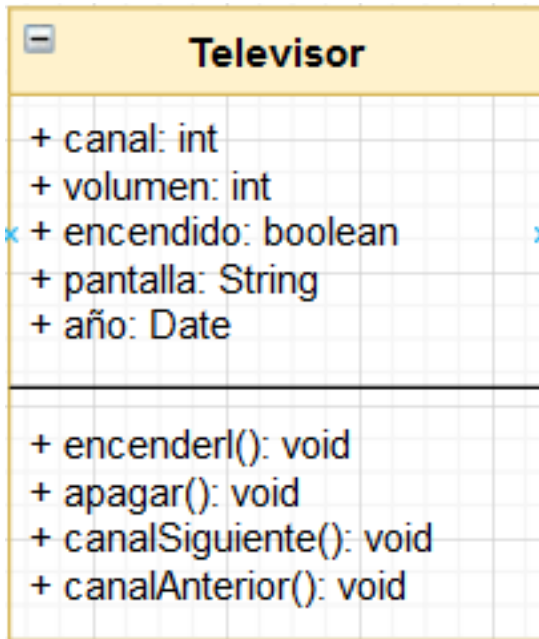 Televisor
+ canal: int
+ volumen: int
+ encendido: boolean
+ pantalla: String
+ año: Date
+ encenderl(): void
+ apagar(): void
+ canalSiguiente(): void
+ canalAnterior(): void